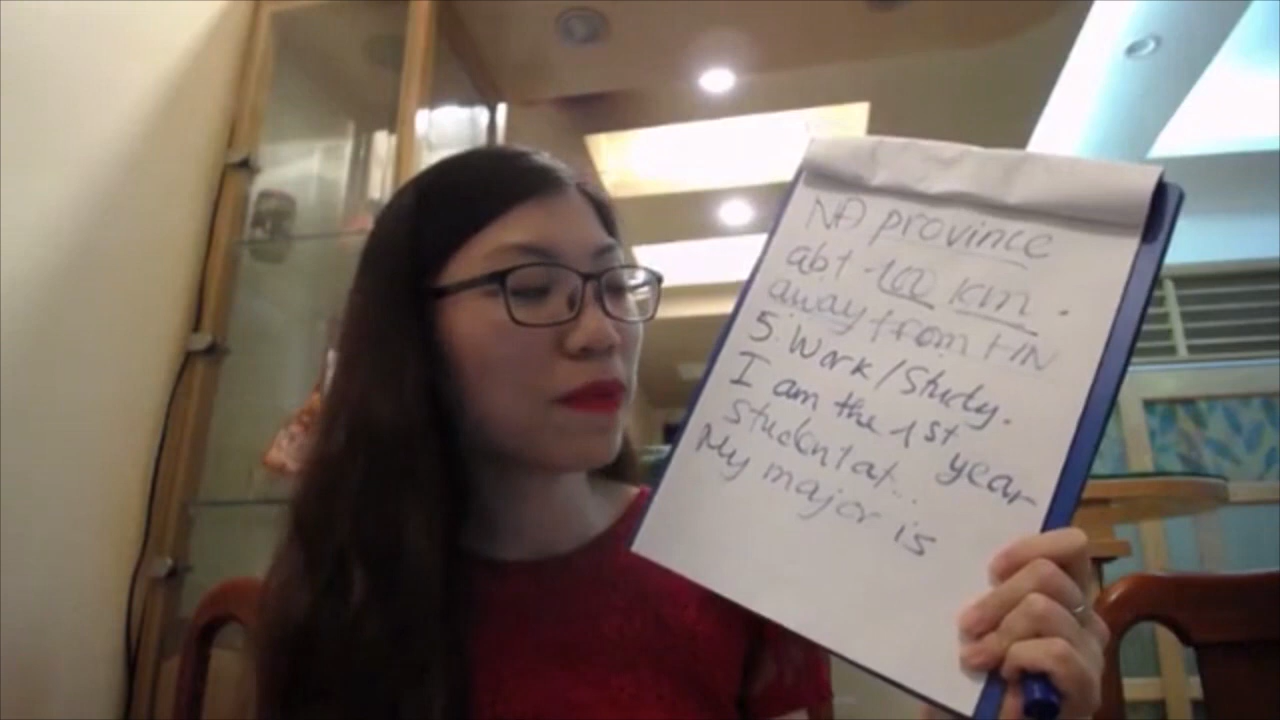 NA province
abt 100 km.
away from HN
5. Work/Study.
I am the 1st year
student at...
My major is